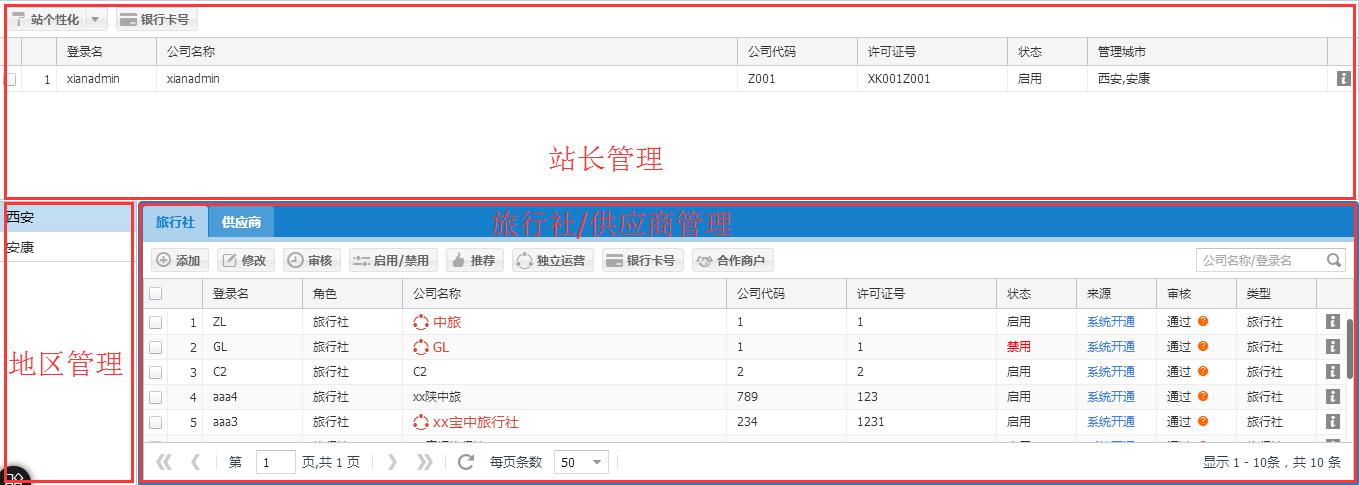 站个性化 银行卡号
登录名 公司名称 公司代码 许可证号 状态 管理城市
1 xianadmin xianadmin Z001 XK001Z001 启用 西安,安康
站长管理
西安
安康
地区管理
旅行社 供应商 旅行社/供应商管理
添加 修改 审核 启用/禁用 推荐 独立运营 银行卡号 合作商户 公司名称/登录名
登录名 角色 公司名称 公司代码 许可证号 状态 来源 审核 类型
1 ZL 旅行社 中旅 1 1 启用 系统开通 通过 旅行社
2 GL 旅行社 GL 1 1 禁用 系统开通 通过 旅行社
3 C2 旅行社 C2 2 2 启用 系统开通 通过 旅行社
4 aaa4 旅行社 xx陕中旅 789 123 启用 系统开通 通过 旅行社
5 aaa3 旅行社 xx宝中旅行社 234 1231 启用 系统开通 通过 旅行社
第 1 页,共 1 页 每页条数 50 显示 1 - 10条，共 10 条